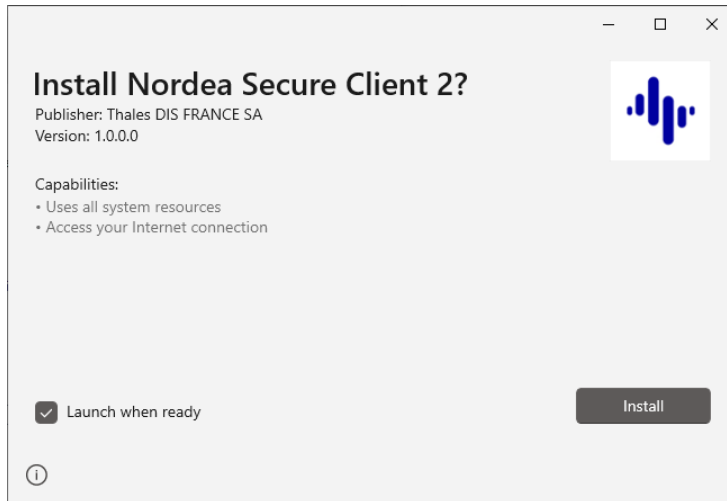 Install Nordea Secure Client 2?
Publisher: Thales DIS FRANCE SA
Version: 1.0.0.0
Capabilities:
• Uses all system resources
• Access your Internet connection
Launch when ready
Install